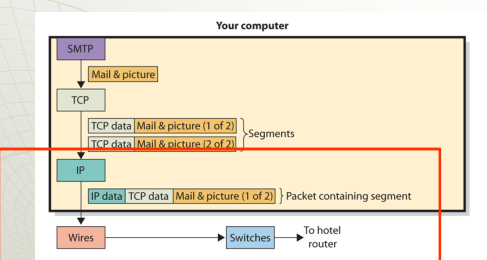 Your computer
SMTP
Mail & picture
TCP
TCP data Mail & picture (1 of 2)
Segments
TCP data Mail & picture (2 of 2)
IP
IP data TCP data Mail & picture (1 of 2) Packet containing segment
Wires Switches To hotel
router